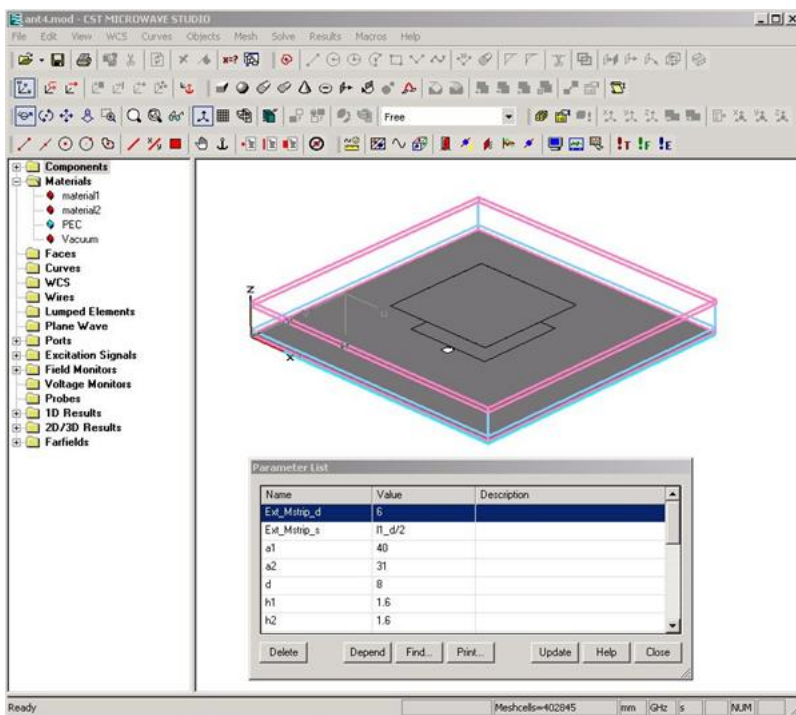 ant4.mod - CST MICROWAVE STUDIO
File Edit View WCS Curves Objects Mesh Solve Results Macros Help
x=?
Free
!T !F !E
Components
Materials
material1
material2
PEC
Vacuum
Faces
Curves
WCS
Wires
Lumped Elements
Plane Wave
Ports
Excitation Signals
Field Monitors
Voltage Monitors
Probes
1D Results
2D/3D Results
Farfields
z
x
Parameter List
Name Value Description
Ext_Mstrip_d 6
Ext_Mstrip_s l1_d/2
a1 40
a2 31
d 8
h1 1.6
h2 1.6
Delete Depend Find... Print... Update Help Close
Ready Meshcells=402845 mm GHz s NUM